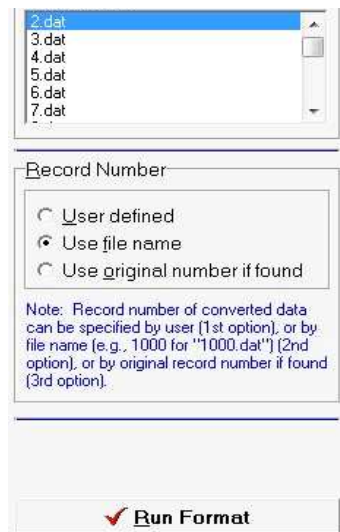 2.dat
3.dat
4.dat
5.dat
6.dat
7.dat
Record Number
User defined
Use file name
Use original number if found
Note: Record number of converted data
can be specified by user (1st option), or by
file name (e.g., 1000 for "1000.dat") (2nd
option), or by original record number if found
(3rd option).
Run Format